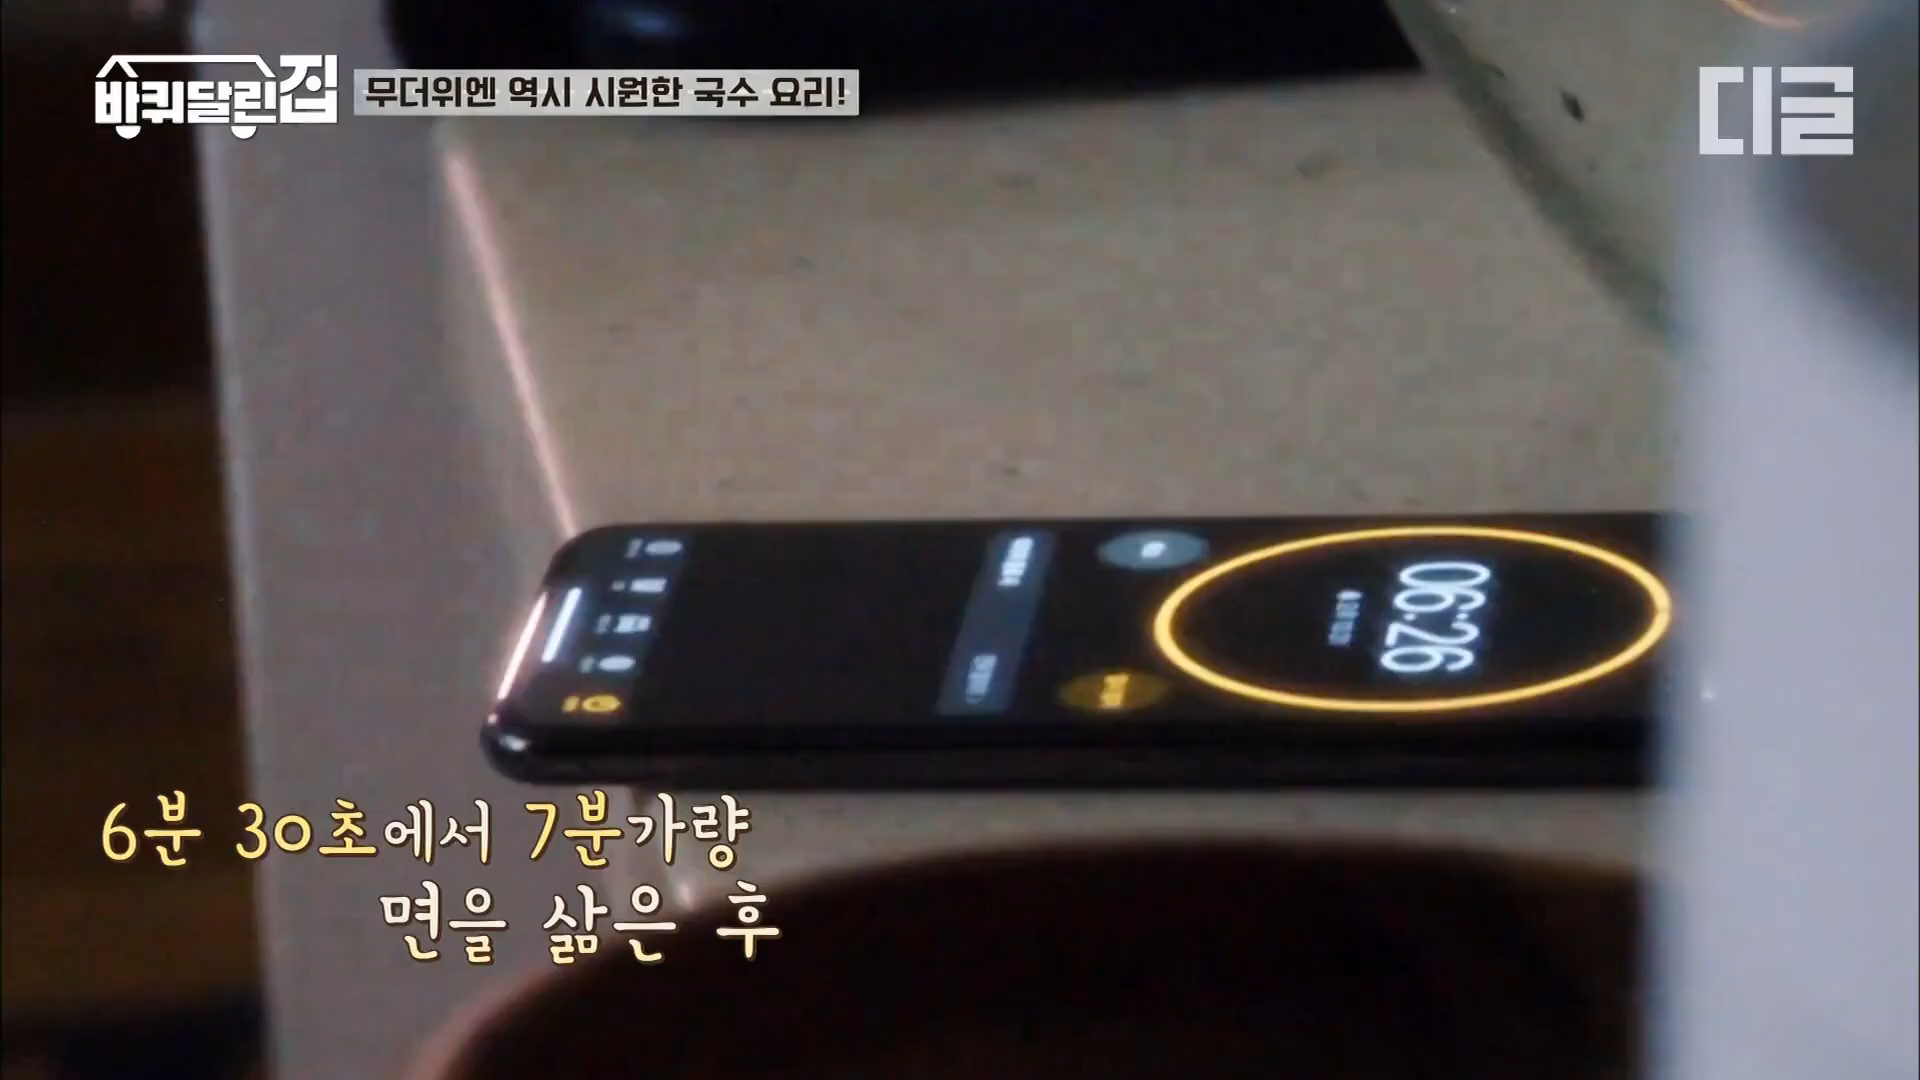 바퀴달린집
무더위엔 역시 시원한 국수 요리!
디글
06:26
6분 30초에서 7분가량
면을 삶은 후